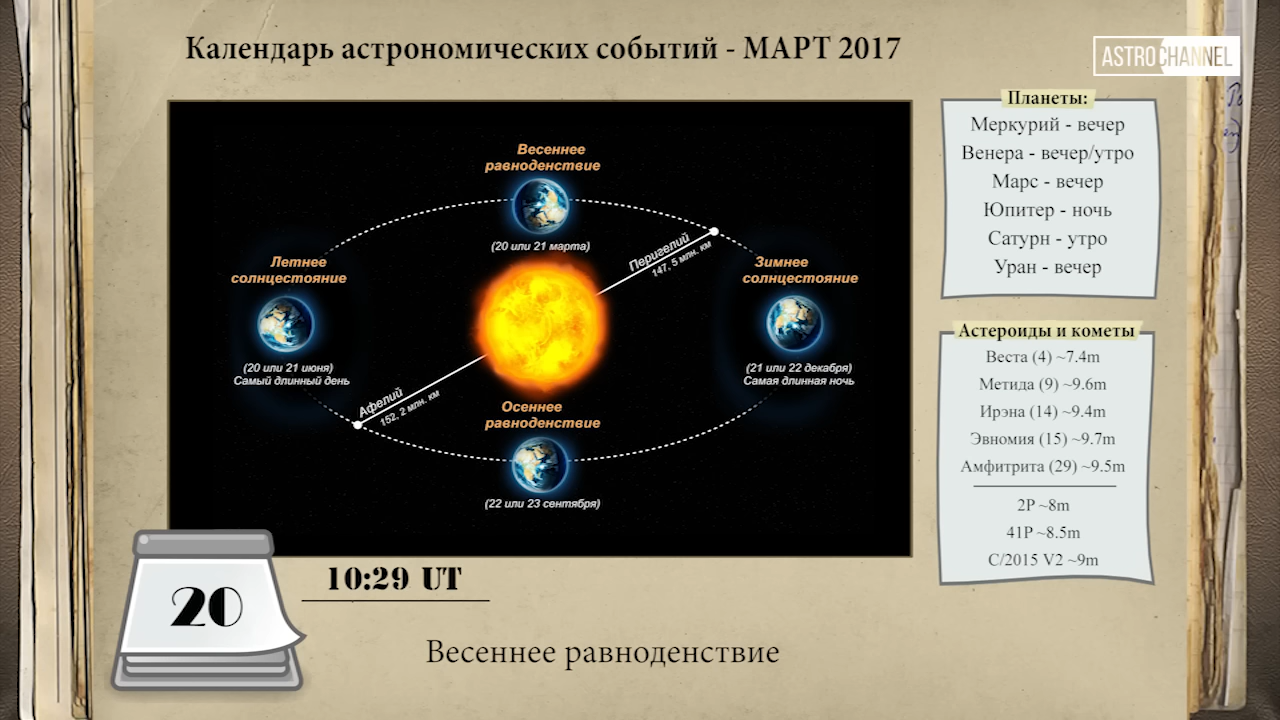 Календарь астрономических событий - МАРТ 2017
ASTROCHANNEL
Весеннее
равноденствие
(20 или 21 марта)
Перигелий
147, 5 млн. км
Летнее
солнцестояние
(20 или 21 июня)
Самый длинный день
Зимнее
солнцестояние
(21 или 22 декабря)
Самая длинная ночь
Афелий
152, 2 млн. км
Осеннее
равноденствие
(22 или 23 сентября)
Планеты:
Меркурий - вечер
Венера - вечер/утро
Марс - вечер
Юпитер - ночь
Сатурн - утро
Уран - вечер
Астероиды и кометы
Веста (4) ~7.4m
Метида (9) ~9.6m
Ирэна (14) ~9.4m
Эвномия (15) ~9.7m
Амфитрита (29) ~9.5m
2P ~8m
41P ~8.5m
C/2015 V2 ~9m
20
10:29 UT
Весеннее равноденствие